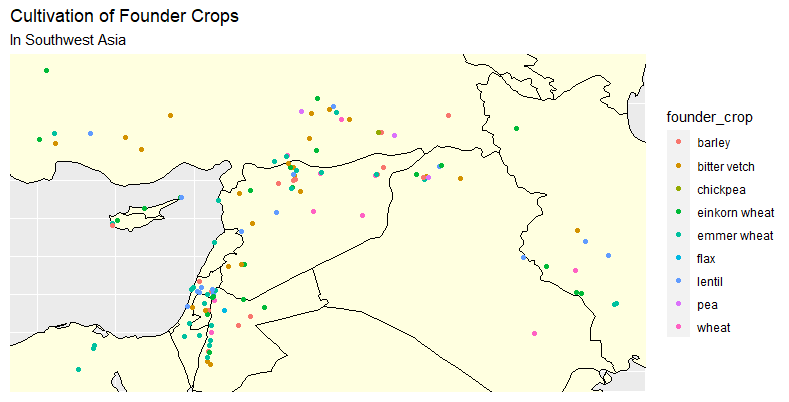 Cultivation of Founder Crops
In Southwest Asia
founder_crop
barley
bitter vetch
chickpea
einkorn wheat
emmer wheat
flax
lentil
pea
wheat